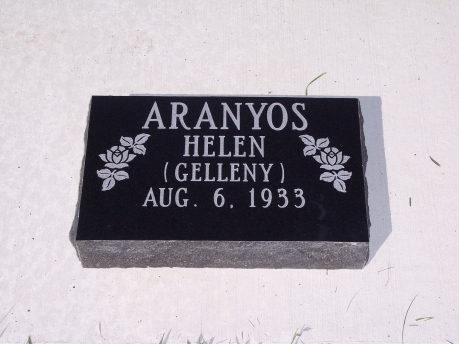 ARANYOS
HELEN
(GELLENY)
AUG. 6. 1933